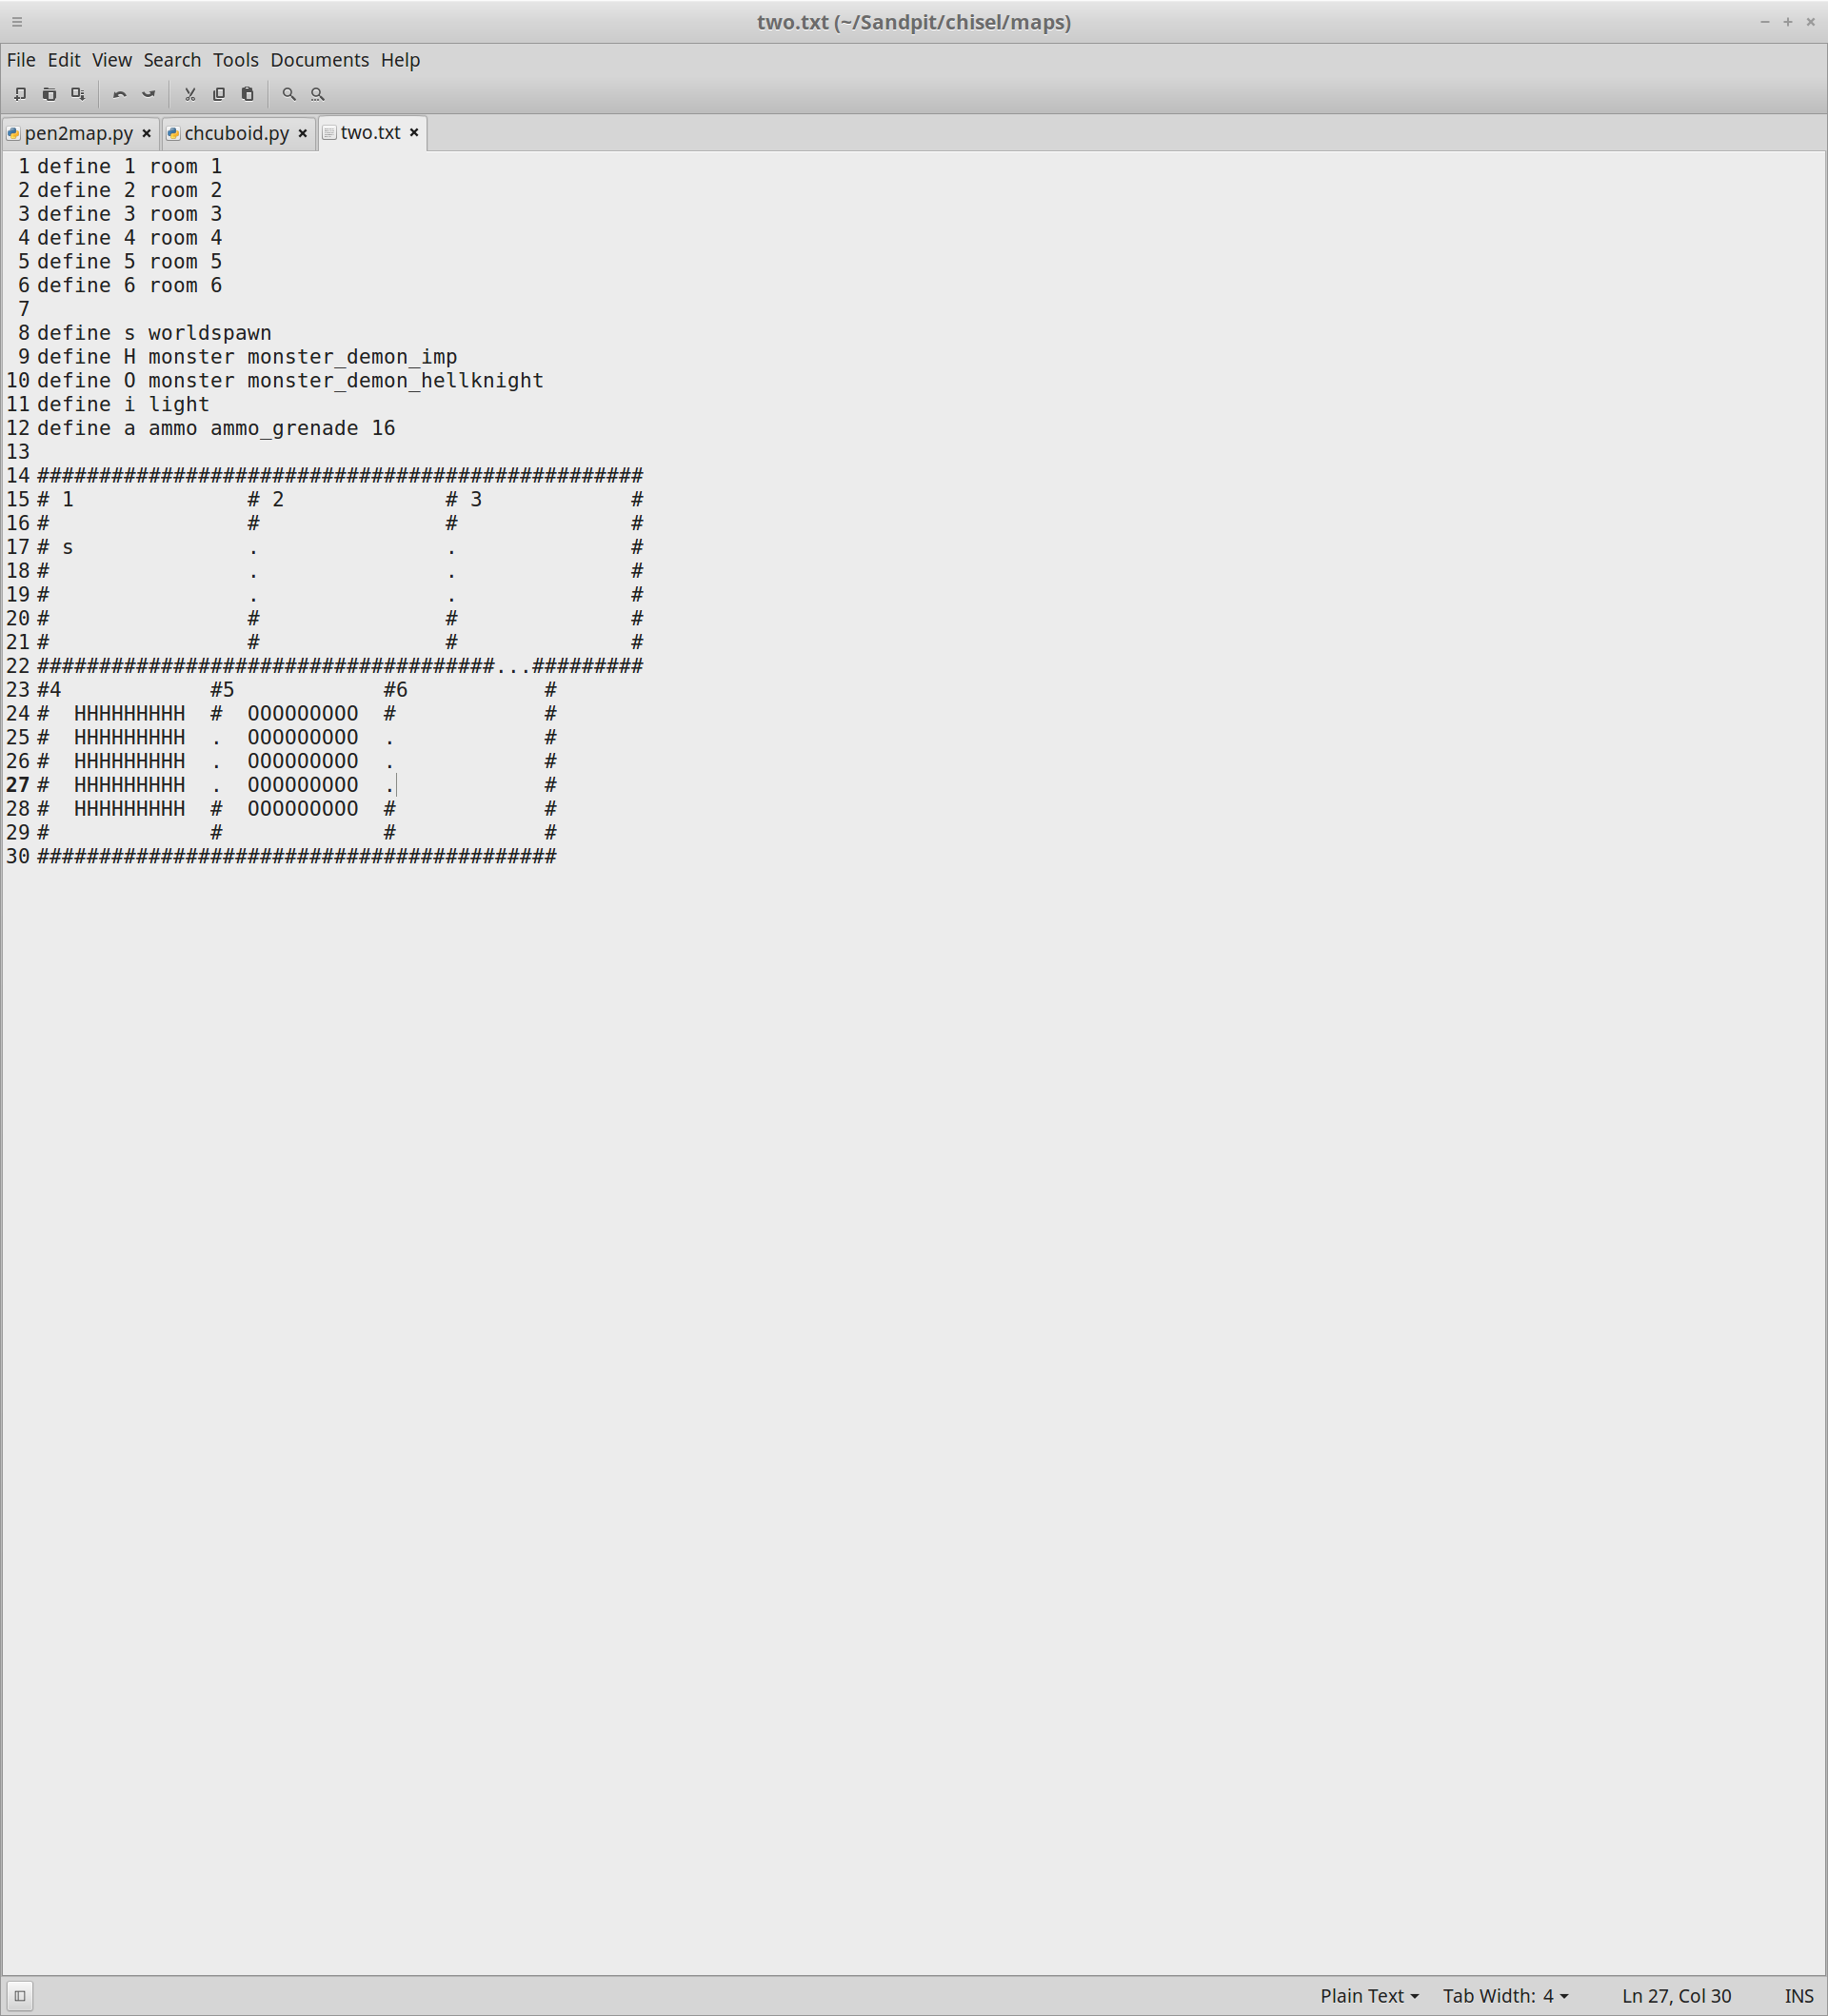 two.txt (~/Sandpit/chisel/maps)
File Edit View Search Tools Documents Help
pen2map.py chcuboid.py two.txt
1 define 1 room 1
2 define 2 room 2
3 define 3 room 3
4 define 4 room 4
5 define 5 room 5
6 define 6 room 6
7
8 define s worldspawn
9 define H monster monster_demon_imp
10 define O monster monster_demon_hellknight
11 define i light
12 define a ammo ammo_grenade 16
13
14 #################################################
15 # 1              # 2             # 3            #
16 #                #               #              #
17 # s              .               .              #
18 #                .               .              #
19 #                .               .              #
20 #                #               #              #
21 #                #               #              #
22 #####################################...#########
23 #4            #5            #6           #
24 #  HHHHHHHHH  #  OOOOOOOOO  #            #
25 #  HHHHHHHHH  .  OOOOOOOOO  .            #
26 #  HHHHHHHHH  .  OOOOOOOOO  .            #
27 #  HHHHHHHHH  .  OOOOOOOOO  .            #
28 #  HHHHHHHHH  #  OOOOOOOOO  #            #
29 #             #             #            #
30 ##########################################
Plain Text Tab Width: 4 Ln 27, Col 30 INS